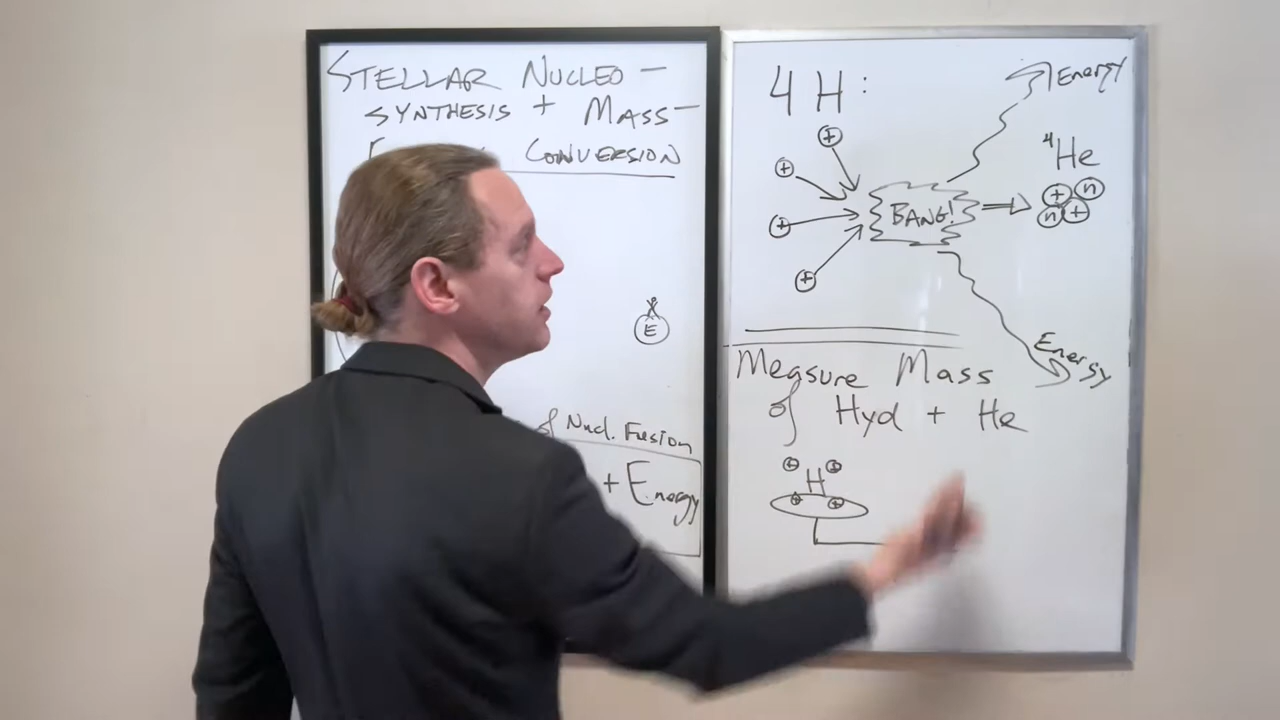 STELLAR NUCLEO-
SYNTHESIS + MASS-
CONVERSION
E
of Nucl. Fusion
+ Energy
4 H:
Energy
+
+
+
+
BANG!
⁴He
+ n
n +
Energy
Measure Mass
of Hyd + He
+ H +
+ +